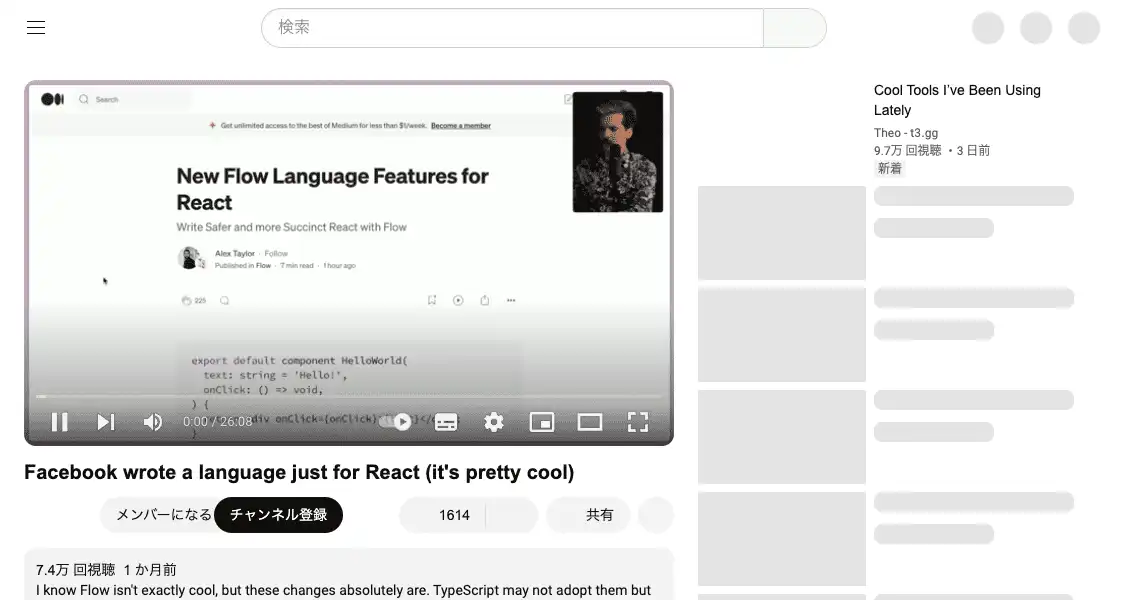 検索
Search
Get unlimited access to the best of Medium for less than $1/week. Become a member
New Flow Language Features for
React
Write Safer and more Succinct React with Flow
Alex Taylor · Follow
Published in Flow · 7 min read · 1 hour ago
225
export default component HelloWorld(
text: string = 'Hello!',
onClick: () => void,
) {
div onClick={onClick}
}
0:00 / 26:08
Facebook wrote a language just for React (it's pretty cool)
メンバーになる
チャンネル登録
1614
共有
7.4万 回視聴 1 か月前
I know Flow isn't exactly cool, but these changes absolutely are. TypeScript may not adopt them but
Cool Tools I've Been Using
Lately
Theo - t3.gg
9.7万 回視聴 ・3 日前
新着